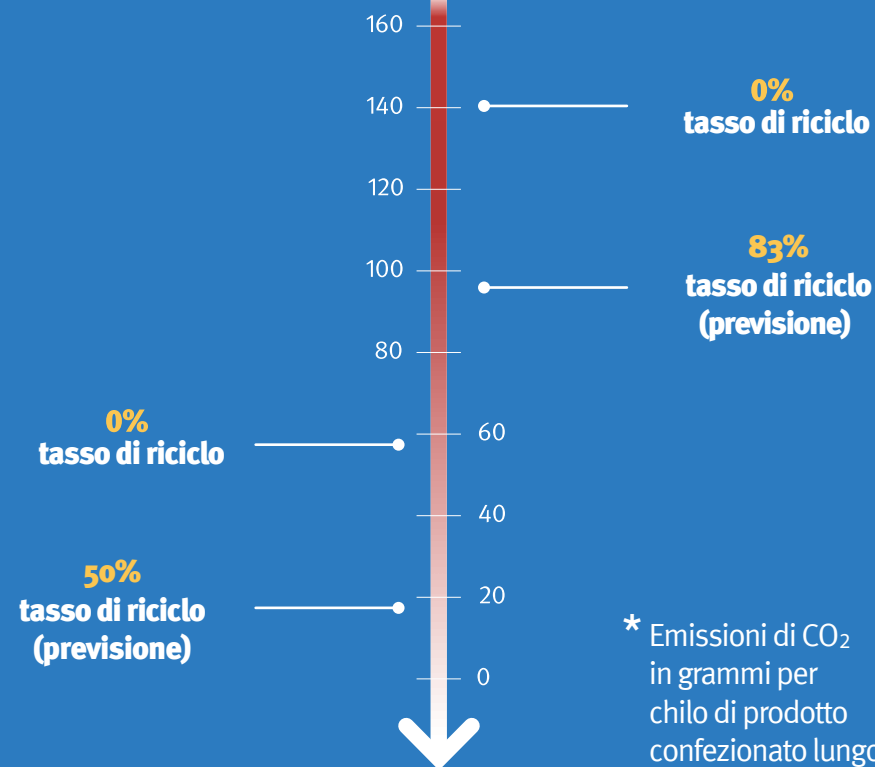 160
140
0%
tasso di riciclo
120
83%
tasso di riciclo
(previsione)
100
80
0%
tasso di riciclo
60
40
50%
tasso di riciclo
(previsione)
20
0
* Emissioni di CO₂
in grammi per
chilo di prodotto
confezionato lungo